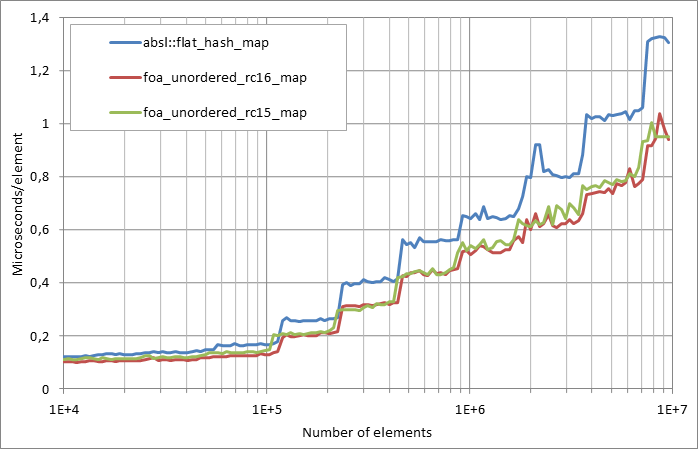 1,4
1,2
1
0,8
0,6
0,4
0,2
0
Microseconds/element
absl::flat_hash_map
foa_unordered_rc16_map
foa_unordered_rc15_map
1E+4
1E+5
1E+6
1E+7
Number of elements